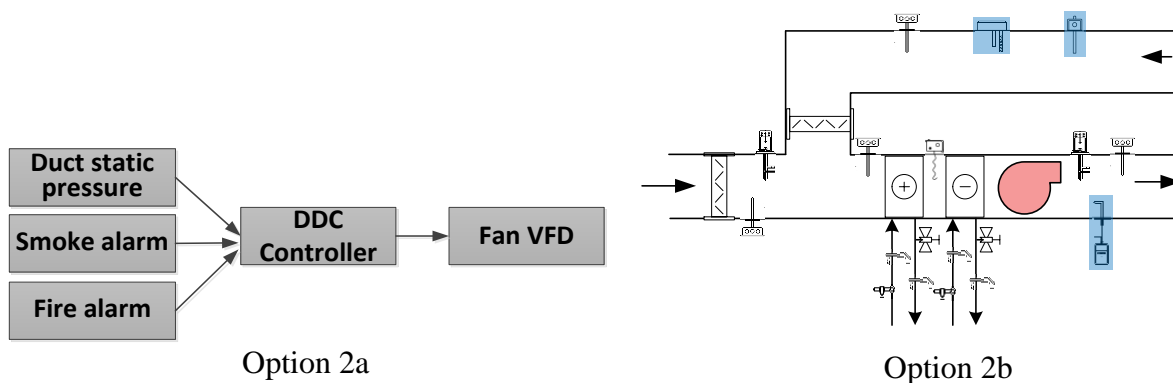 Duct static
pressure
Smoke alarm
Fire alarm
DDC
Controller
Fan VFD
Option 2a
Option 2b